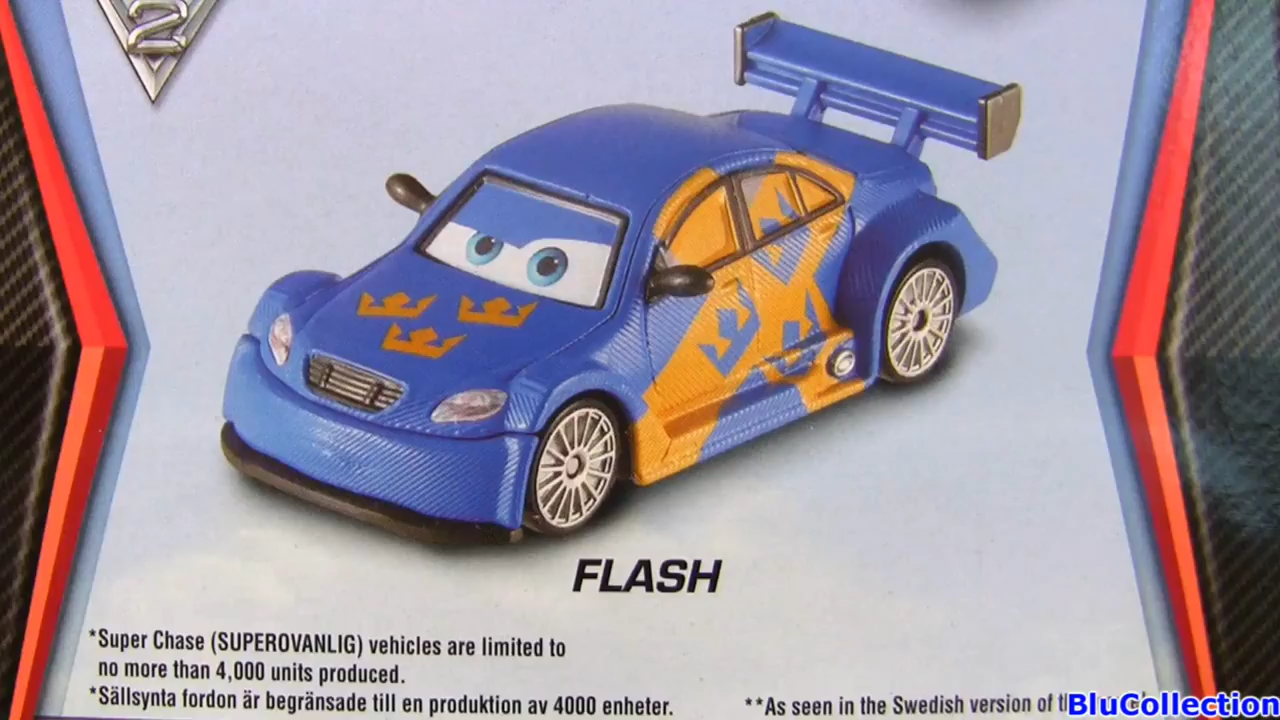 2
FLASH
*Super Chase (SUPEROVANLIG) vehicles are limited to
no more than 4,000 units produced.
*Sällsynta fordon är begränsade till en produktion av 4000 enheter.
**As seen in the Swedish version of
BluCollection